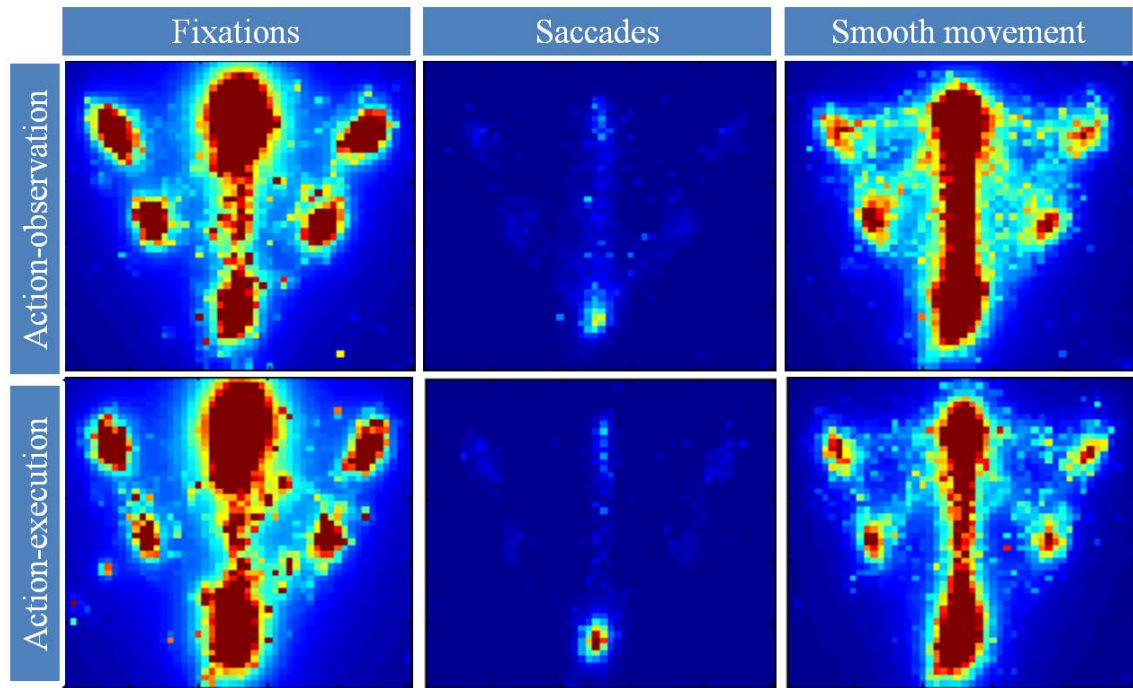 Fixations
Saccades
Smooth movement
Action-observation
Action-execution